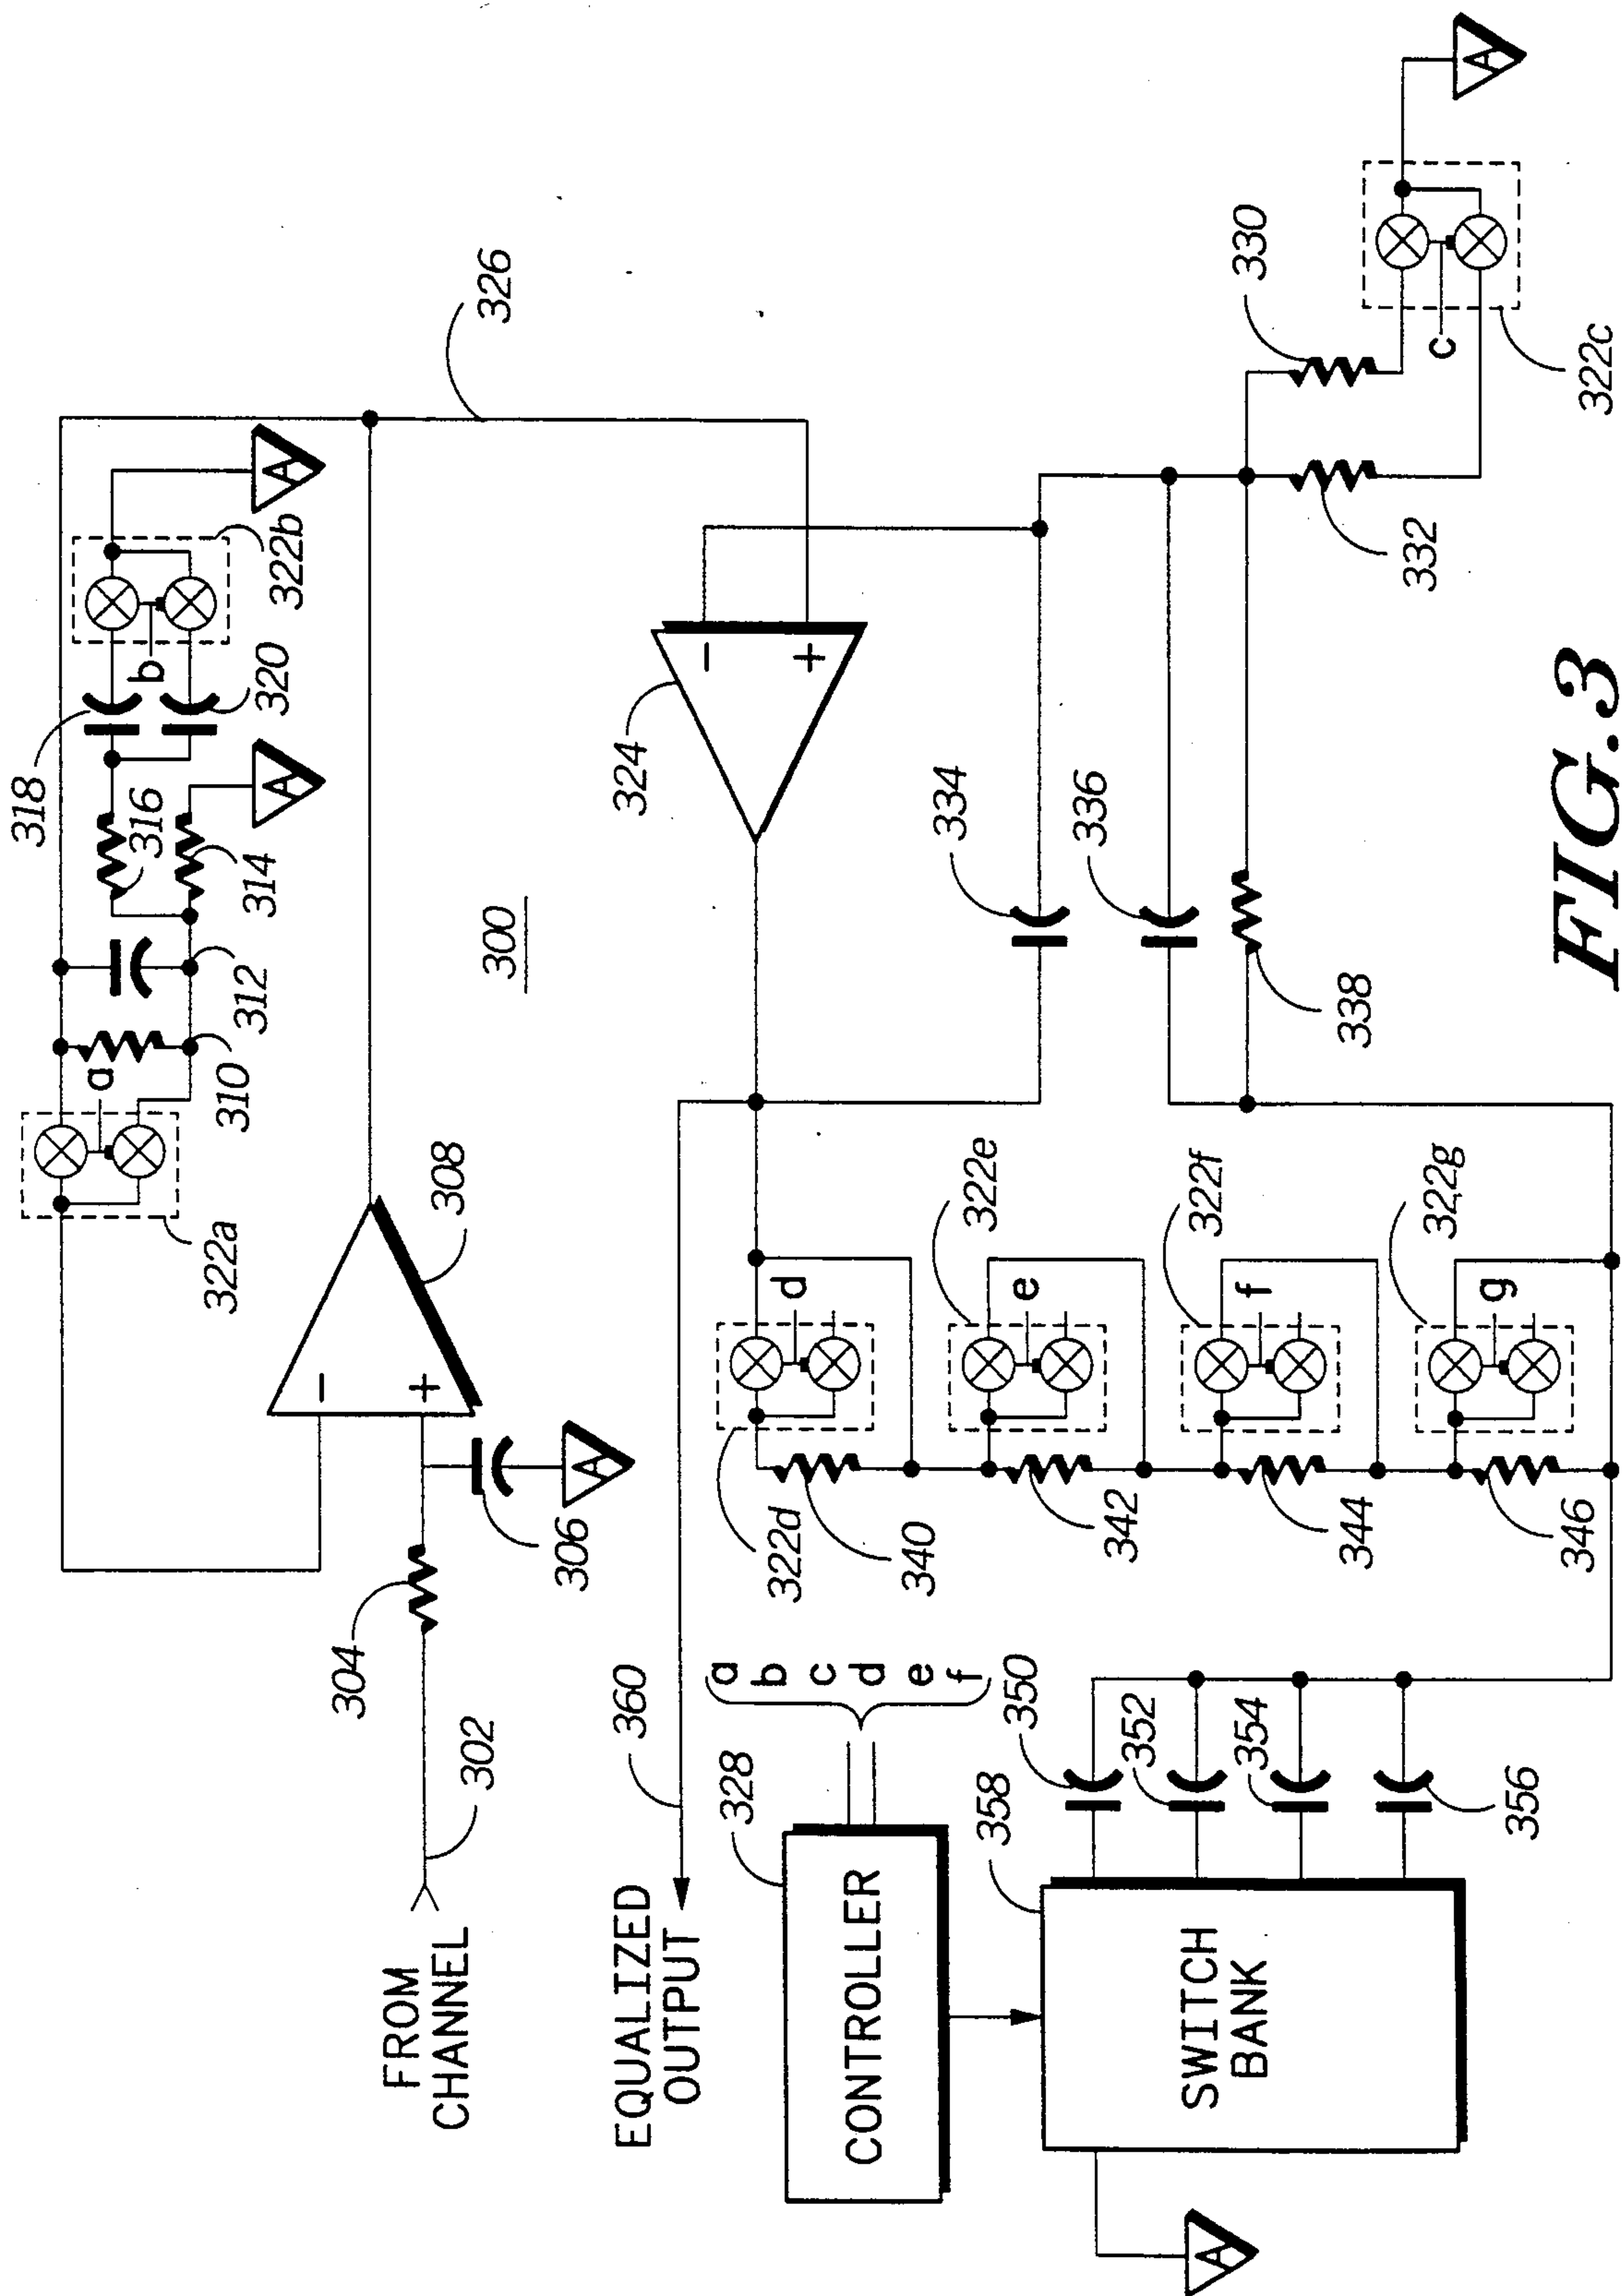 318
316
314
320
b
322b
A
A
312
310
a
322a
326
308
−
+
304
306
A
302
FROM
CHANNEL
300
324
−
+
330
A
c
322c
332
334
336
338
322d
d
340
322e
e
342
322f
f
344
322g
g
346
360
EQUALIZED
OUTPUT
328
CONTROLLER
a
b
c
d
e
f
350
352
354
356
358
SWITCH
BANK
A
FIG.3